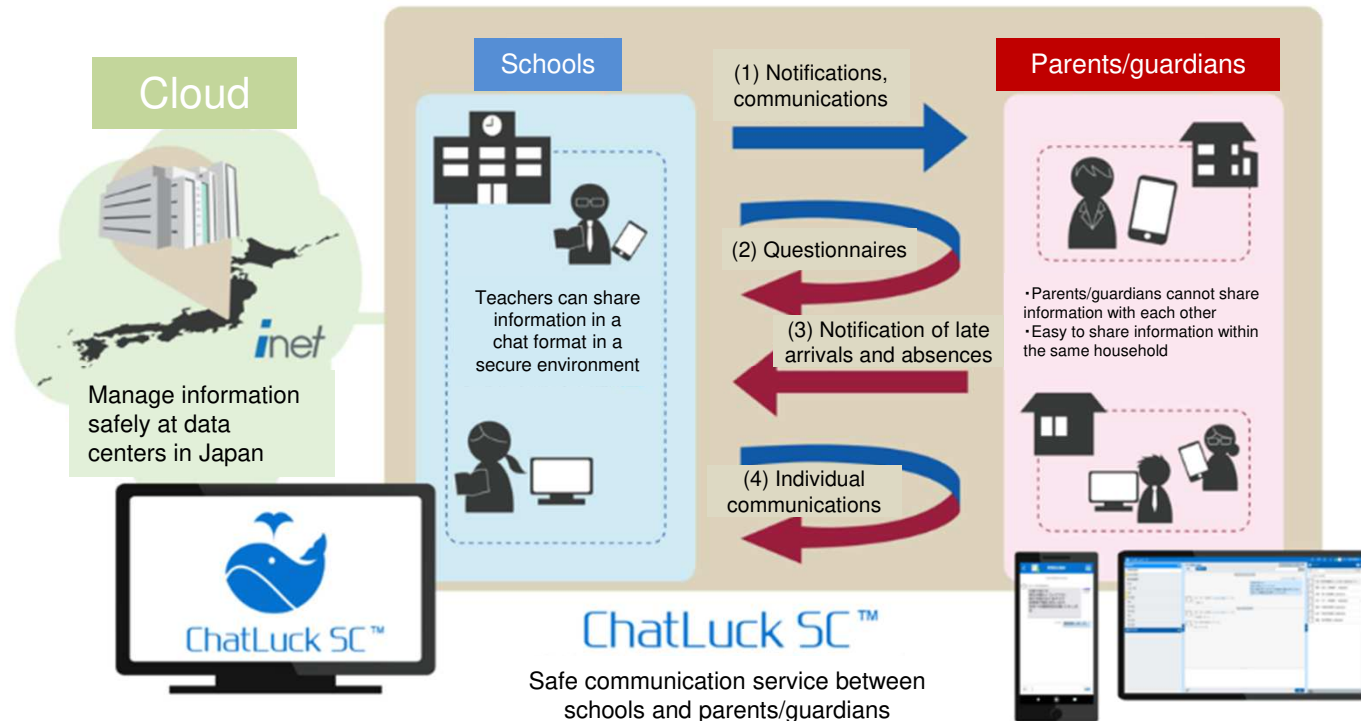 Cloud
inet
Manage information
safely at data
centers in Japan
ChatLuck SC™
Schools
Teachers can share
information in a
chat format in a
secure environment
(1) Notifications,
communications
(2) Questionnaires
(3) Notification of late
arrivals and absences
(4) Individual
communications
Parents/guardians
・Parents/guardians cannot share
information with each other
・Easy to share information within
the same household
ChatLuck SC™
Safe communication service between
schools and parents/guardians